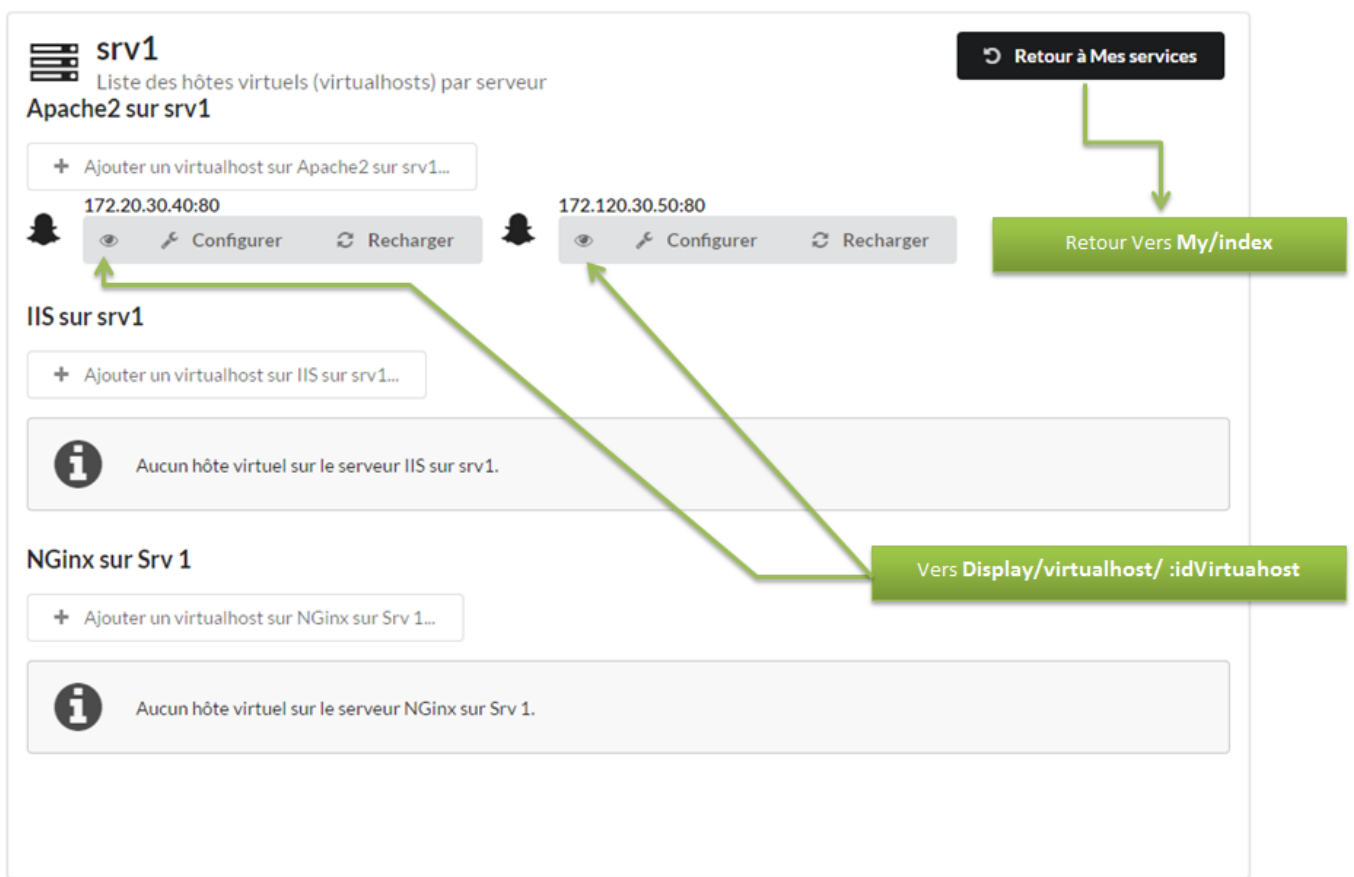 srv1
Liste des hôtes virtuels (virtualhosts) par serveur
Retour à Mes services
Apache2 sur srv1
Ajouter un virtualhost sur Apache2 sur srv1...
172.20.30.40:80
Configurer
Recharger
172.120.30.50:80
Configurer
Recharger
Retour Vers My/index
IIS sur srv1
Ajouter un virtualhost sur IIS sur srv1...
Aucun hôte virtuel sur le serveur IIS sur srv1.
NGinx sur Srv 1
Vers Display/virtualhost/ :idVirtuahost
Ajouter un virtualhost sur NGinx sur Srv 1...
Aucun hôte virtuel sur le serveur NGinx sur Srv 1.